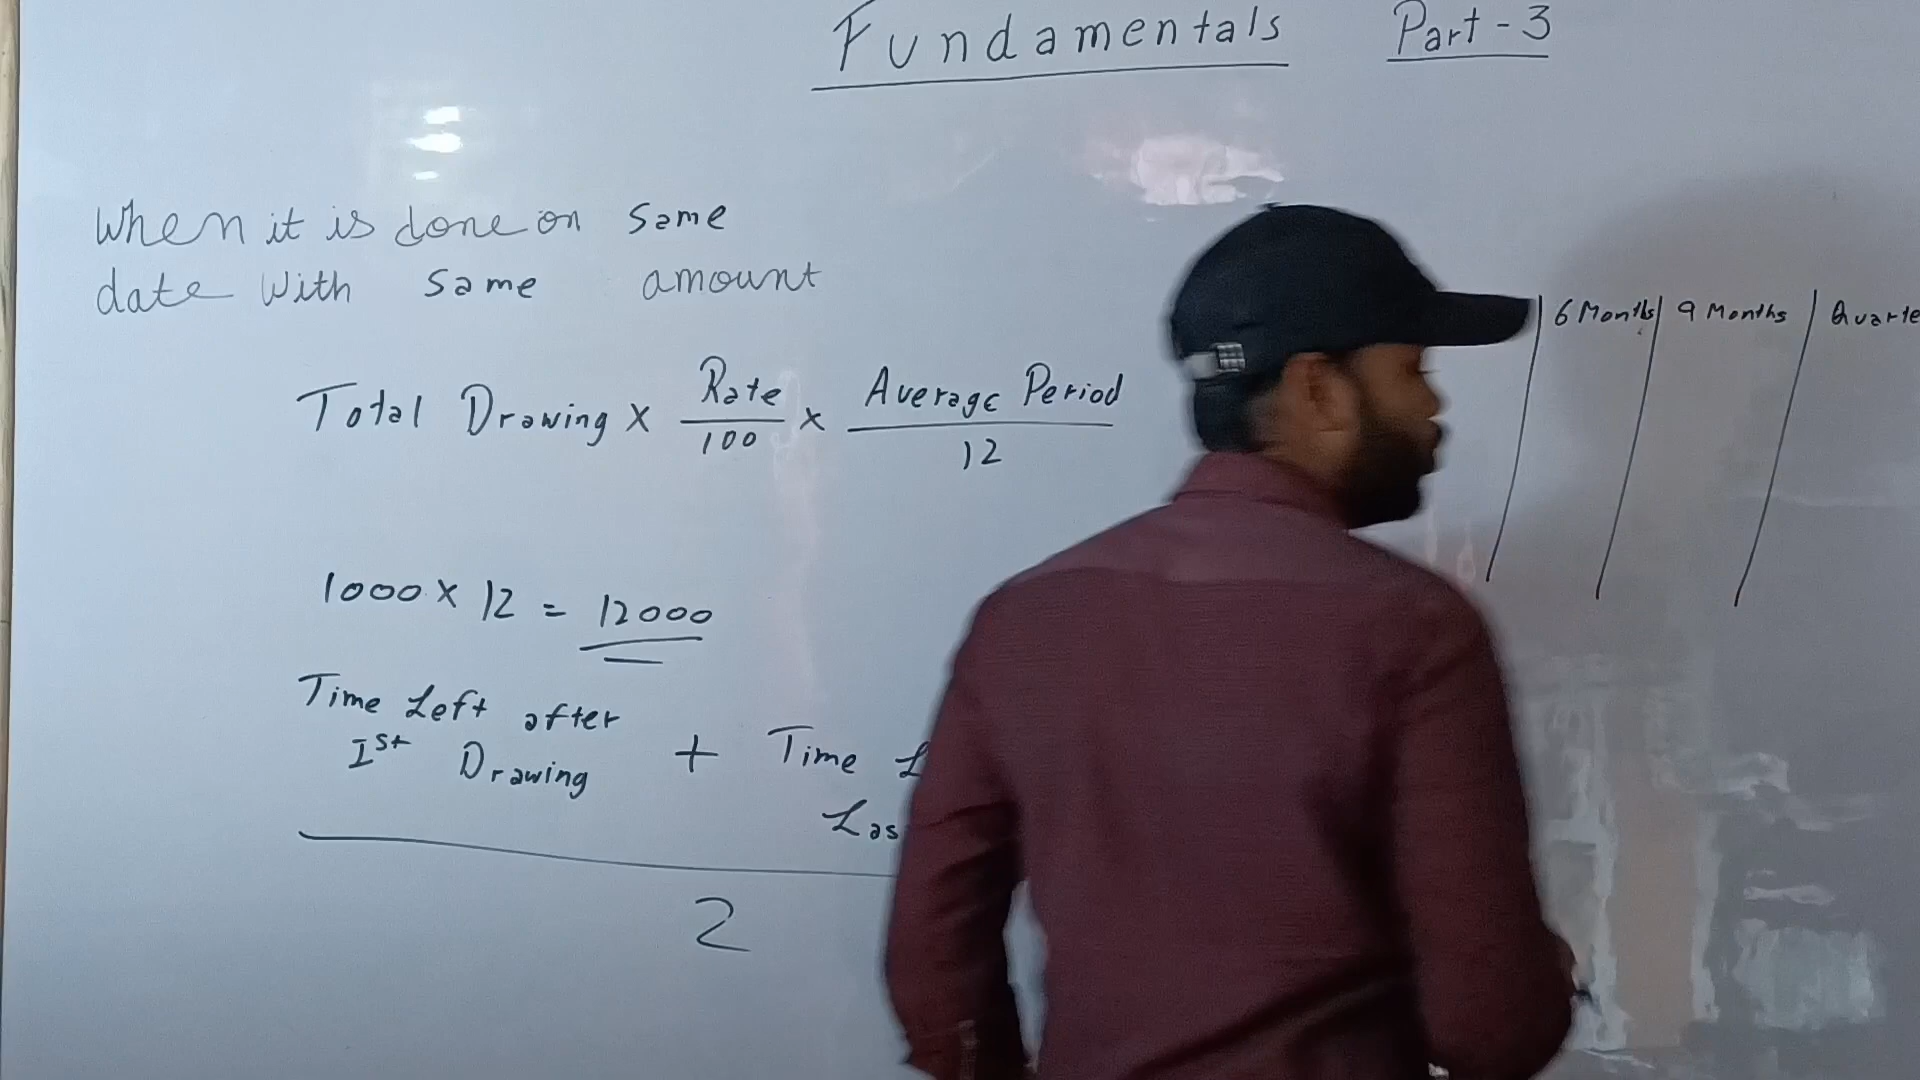 Fundamentals Part-3
When it is done on same
date with same amount
6 Months 9 Months
Total Drawing x Rate/100 x Average Period/12
1000 x 12 = 12000
Time Left after
Ist Drawing + Time
2